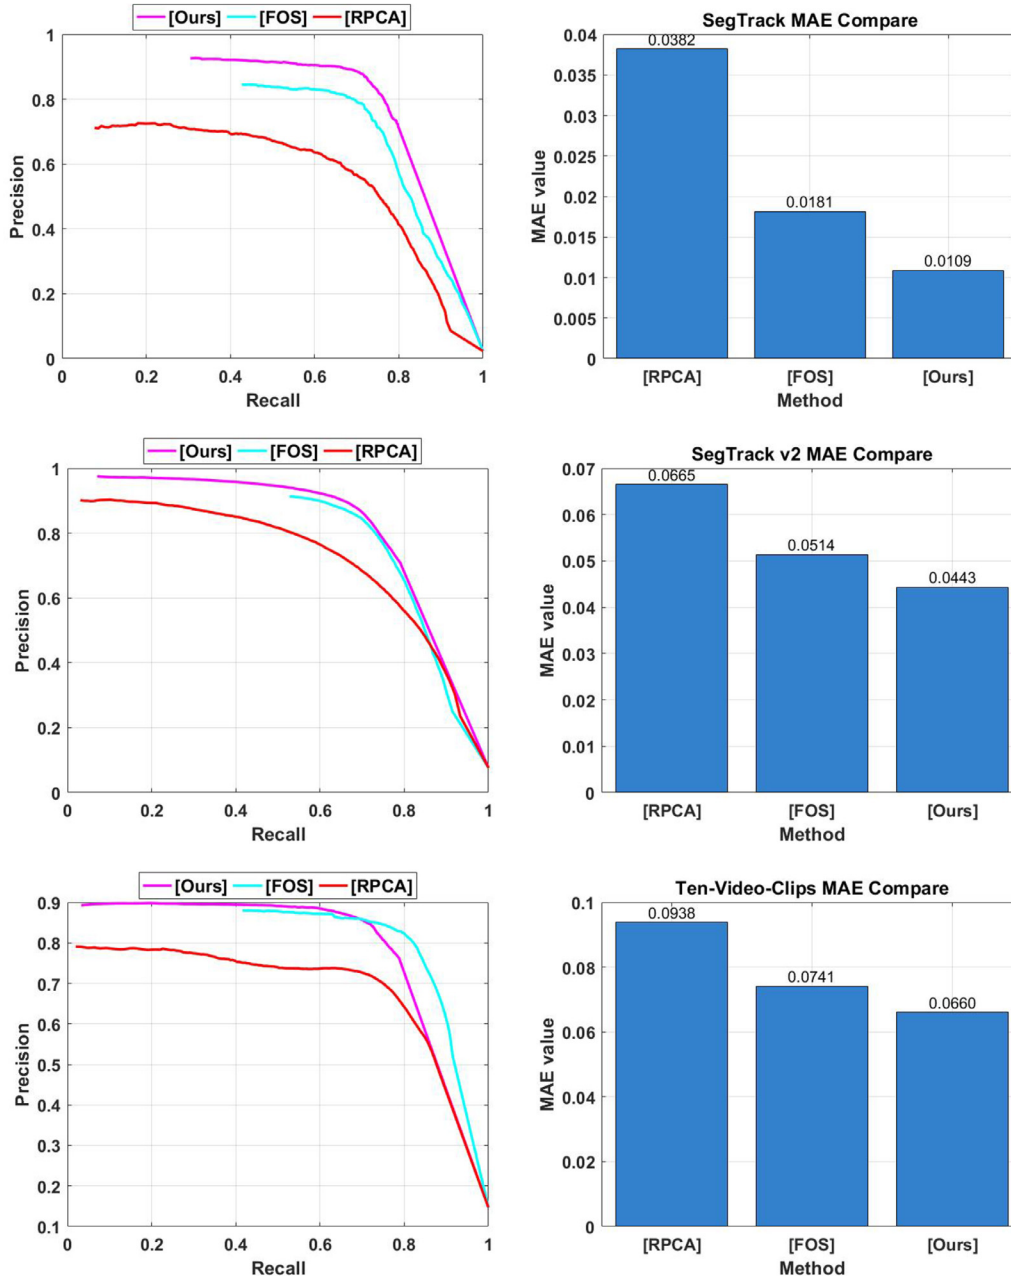 [Ours] [FOS] [RPCA]
1
0.8
0.6
0.4
0.2
0
Precision
0 0.2 0.4 0.6 0.8 1
Recall
SegTrack MAE Compare
0.04
0.035
0.03
0.025
0.02
0.015
0.01
0.005
0
MAE value
0.0382
0.0181
0.0109
[RPCA] [FOS] [Ours]
Method
[Ours] [FOS] [RPCA]
1
0.8
0.6
0.4
0.2
0
Precision
0 0.2 0.4 0.6 0.8 1
Recall
SegTrack v2 MAE Compare
0.07
0.06
0.05
0.04
0.03
0.02
0.01
0
MAE value
0.0665
0.0514
0.0443
[RPCA] [FOS] [Ours]
Method
[Ours] [FOS] [RPCA]
0.9
0.8
0.7
0.6
0.5
0.4
0.3
0.2
0.1
Precision
0 0.2 0.4 0.6 0.8 1
Recall
Ten-Video-Clips MAE Compare
0.1
0.08
0.06
0.04
0.02
0
MAE value
0.0938
0.0741
0.0660
[RPCA] [FOS] [Ours]
Method